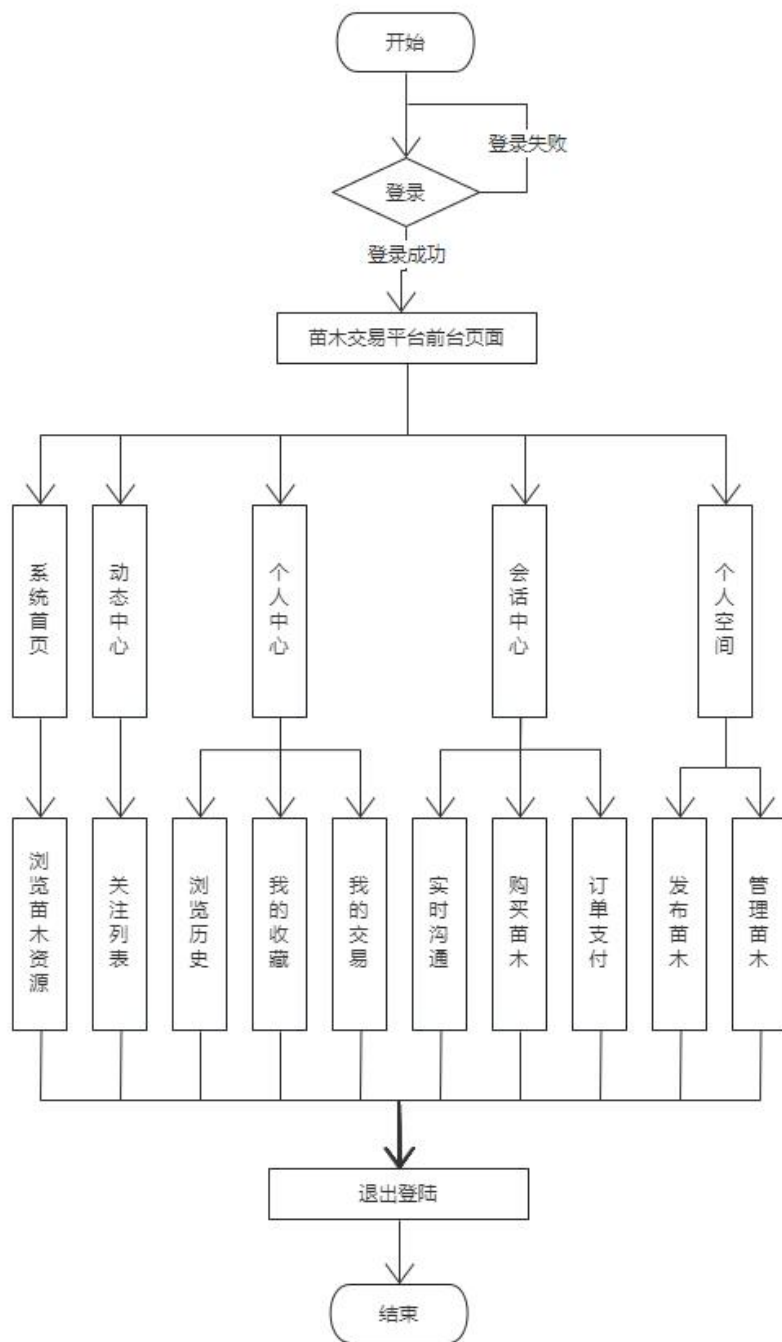 开始
登录失败
登录
登录成功
苗木交易平台前台页面
系统首页
动态中心
个人中心
会话中心
个人空间
浏览苗木资源
关注列表
浏览历史
我的收藏
我的交易
实时沟通
购买苗木
订单支付
发布苗木
管理苗木
退出登陆
结束